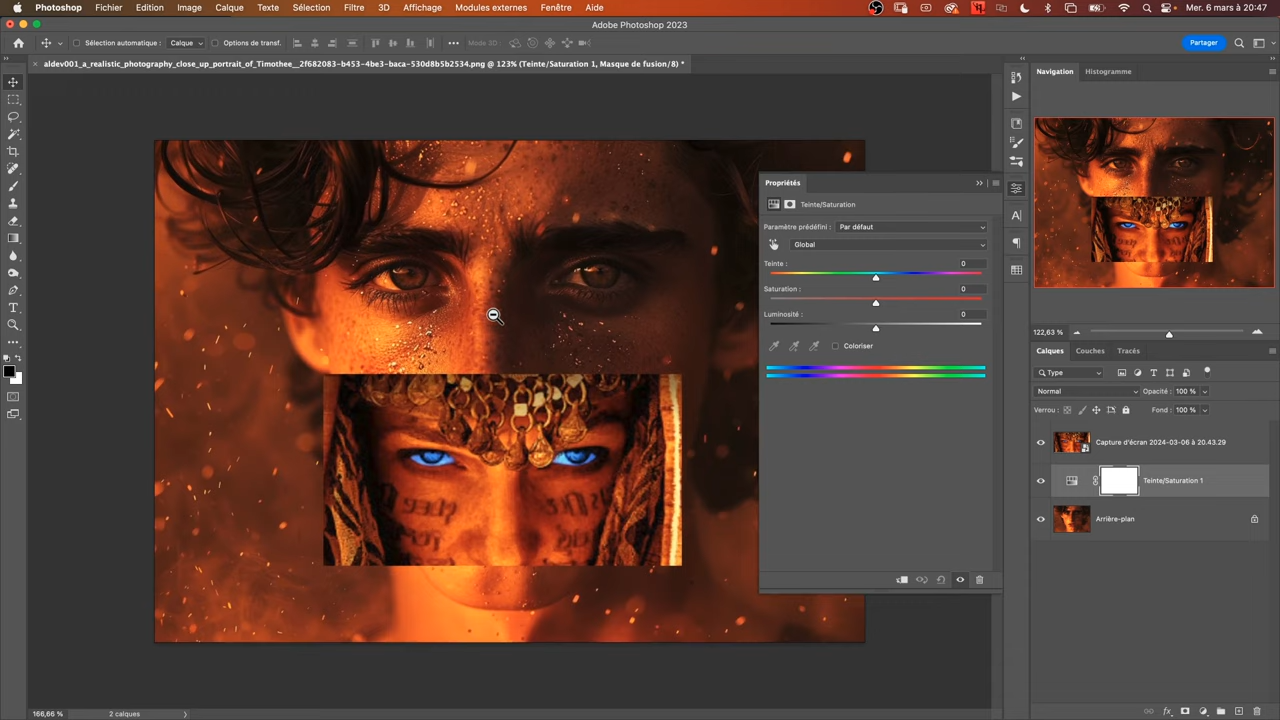 Photoshop Fichier Edition Image Calque Texte Sélection Filtre 3D Affichage Modules externes Fenêtre Aide Mer. 6 mars à 20:47
Adobe Photoshop 2023
Sélection automatique : Calque Options de transf. Mode 3D : Partager
aldev001_a_realistic_photography_close_up_portrait_of_Timothee__2f682083-b453-4be3-baca-530d8b5b2534.png @ 123% (Teinte/Saturation 1, Masque de fusion/8) *
Navigation Histogramme
Propriétés
Teinte/Saturation
Paramètre prédéfini : Par défaut
Global
Teinte : 0
Saturation : 0
Luminosité : 0
Coloriser
122,63 %
Calques Couches Tracés
Type
Normal Opacité : 100 %
Verrou : Fond : 100 %
Capture d'écran 2024-03-06 à 20.43.29
Teinte/Saturation 1
Arrière-plan
166,66 % 2 calques